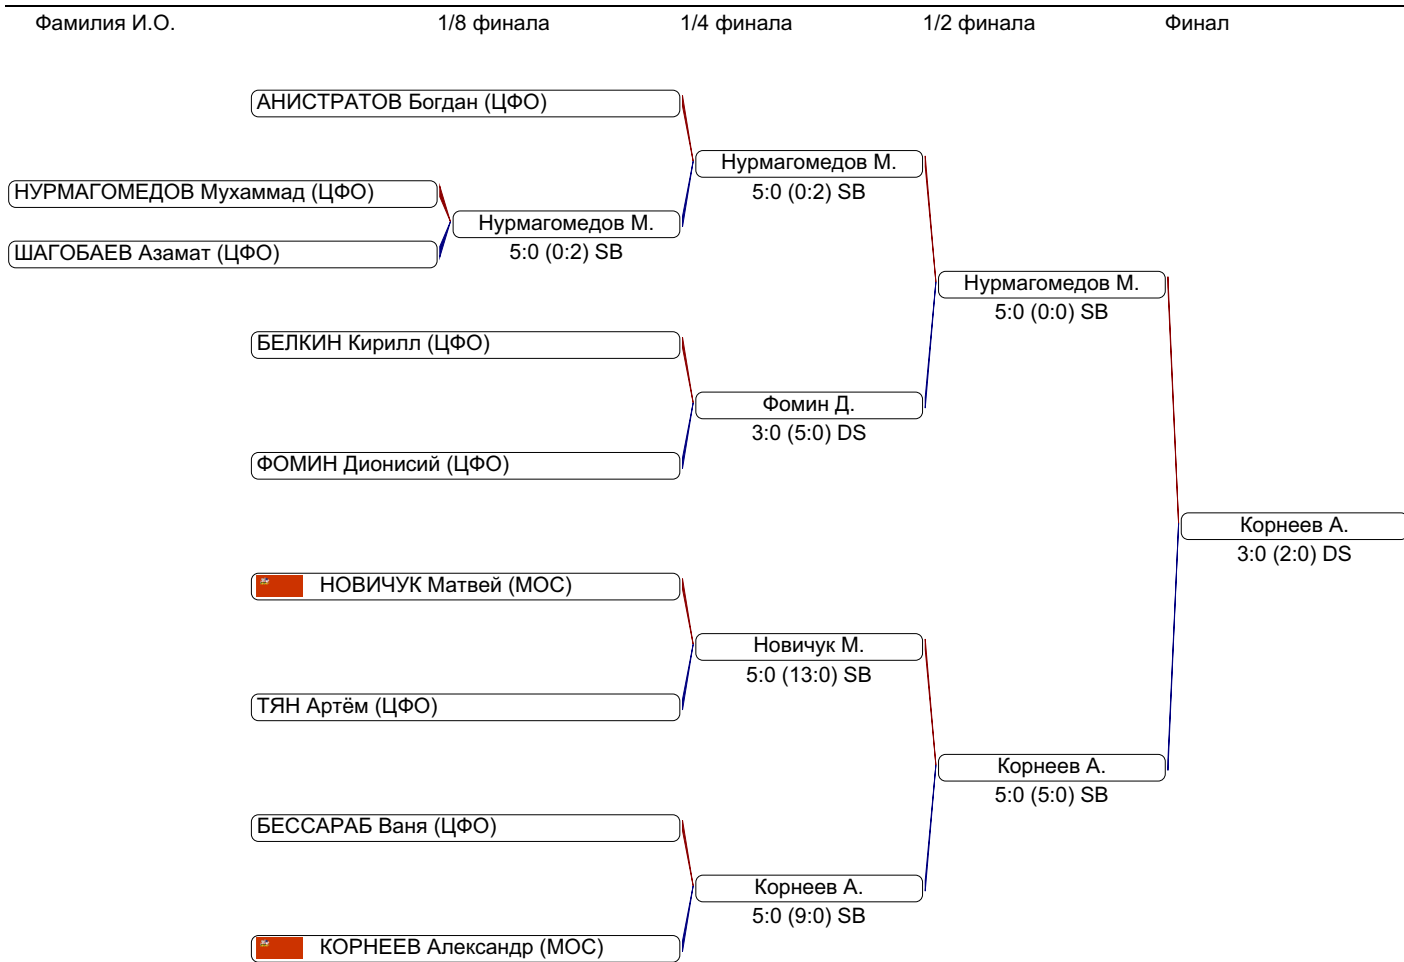 Фамилия И.О. 1/8 финала 1/4 финала 1/2 финала Финал
АНИСТРАТОВ Богдан (ЦФО)
Нурмагомедов М.
5:0 (0:2) SB
НУРМАГОМЕДОВ Мухаммад (ЦФО)
Нурмагомедов М.
5:0 (0:2) SB
ШАГОБАЕВ Азамат (ЦФО)
Нурмагомедов М.
5:0 (0:0) SB
БЕЛКИН Кирилл (ЦФО)
Фомин Д.
3:0 (5:0) DS
ФОМИН Дионисий (ЦФО)
Корнеев А.
3:0 (2:0) DS
НОВИЧУК Матвей (МОС)
Новичук М.
5:0 (13:0) SB
ТЯН Артём (ЦФО)
Корнеев А.
5:0 (5:0) SB
БЕССАРАБ Ваня (ЦФО)
Корнеев А.
5:0 (9:0) SB
КОРНЕЕВ Александр (МОС)